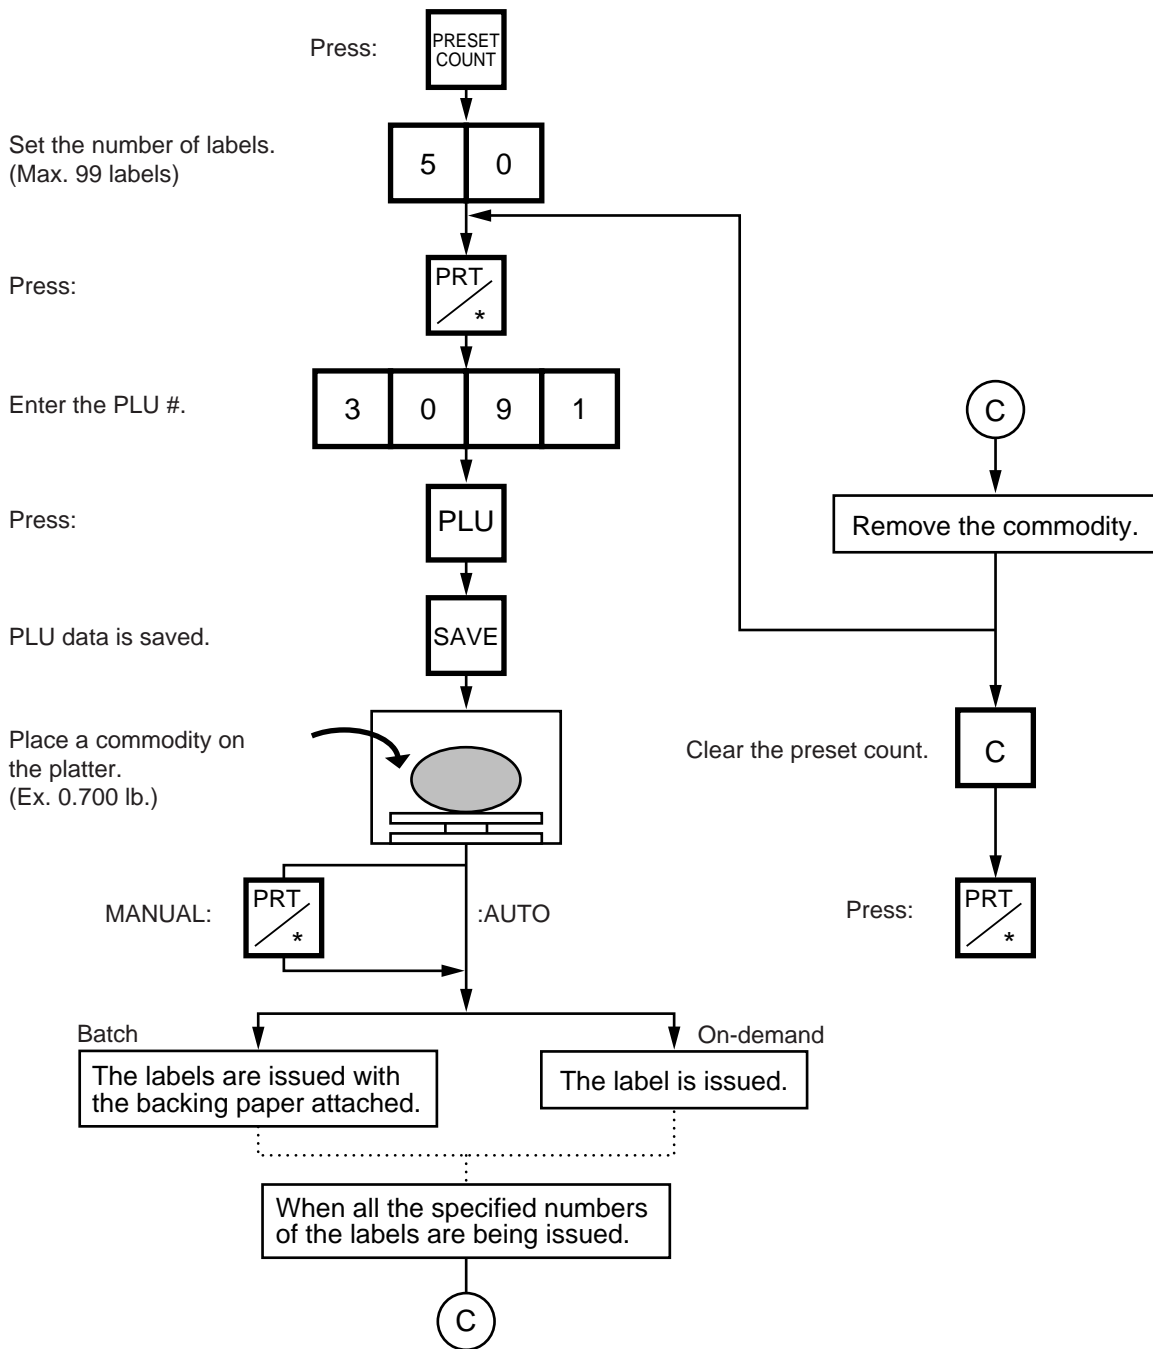 Press:
PRESET
COUNT
Set the number of labels.
(Max. 99 labels)
5 0
Press:
PRT
*
Enter the PLU #.
3 0 9 1
Press:
PLU
PLU data is saved.
SAVE
Place a commodity on
the platter.
(Ex. 0.700 lb.)
MANUAL:
PRT
*
:AUTO
Batch
The labels are issued with
the backing paper attached.
On-demand
The label is issued.
When all the specified numbers
of the labels are being issued.
C
C
Remove the commodity.
Clear the preset count.
C
Press:
PRT
*